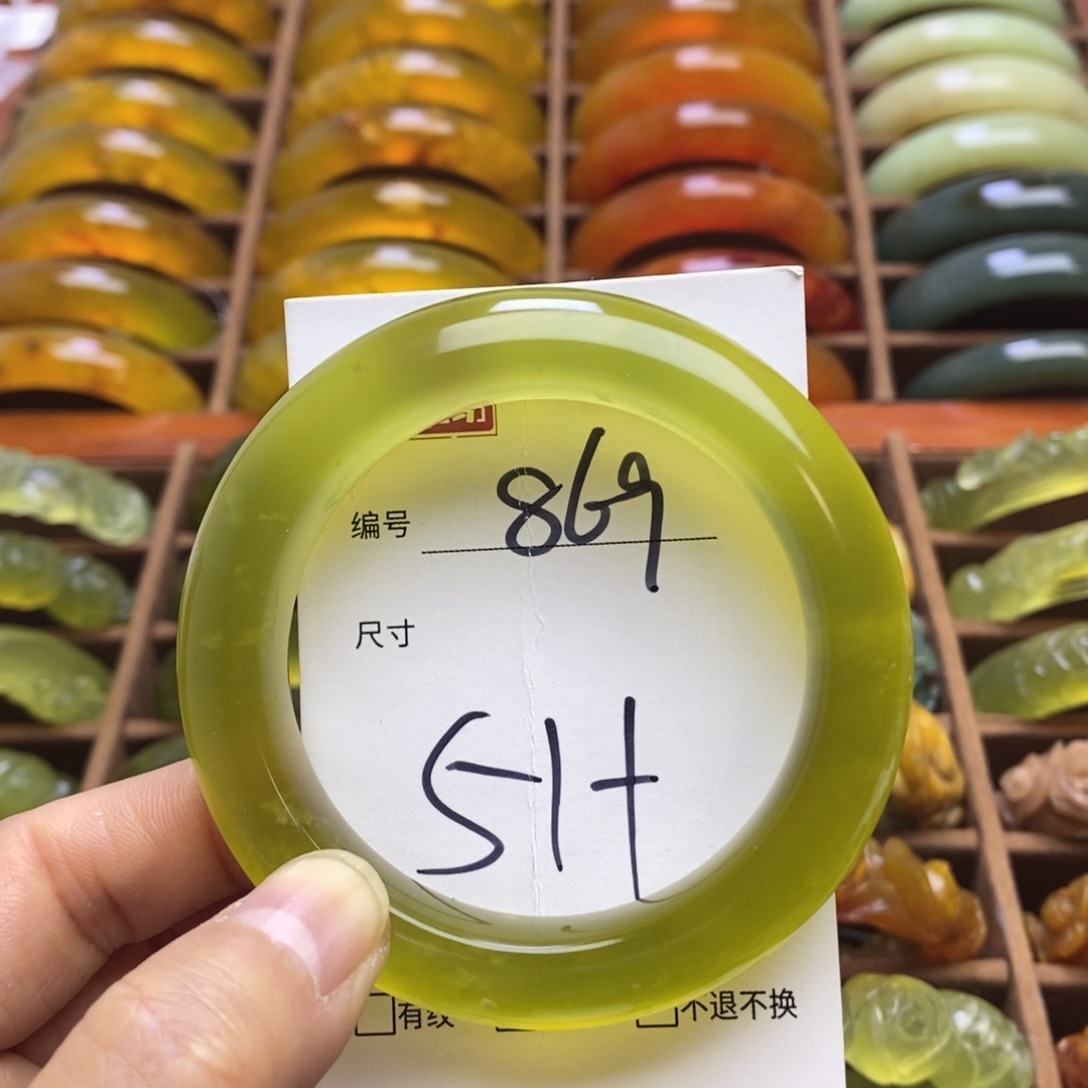 编号 869
尺寸
51+
有纹 不退不换